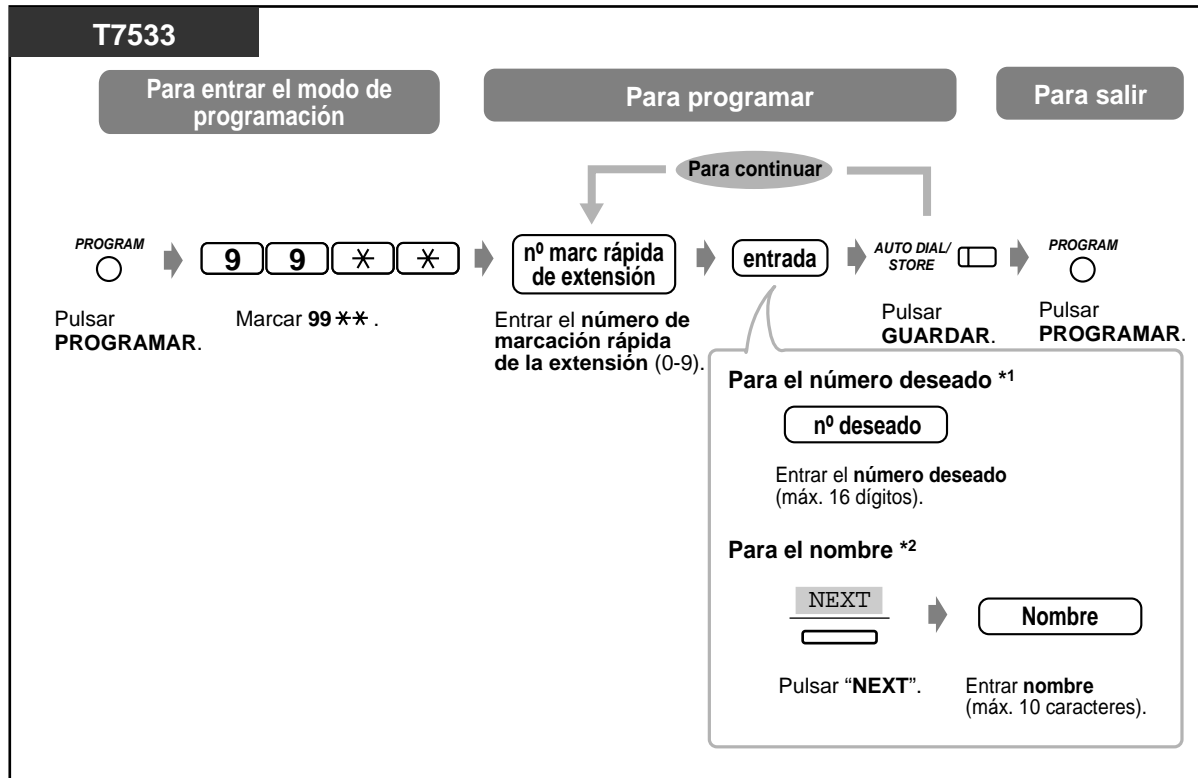 T7533
Para entrar el modo de
programación
Para programar
Para salir
Para continuar
PROGRAM
9 9 ✳ ✳
nº marc rápida
de extensión
entrada
AUTO DIAL/
STORE
PROGRAM
Pulsar
PROGRAMAR.
Marcar 99✳✳ .
Entrar el número de
marcación rápida
de la extensión (0-9).
Pulsar
GUARDAR.
Pulsar
PROGRAMAR.
Para el número deseado *1
nº deseado
Entrar el número deseado
(máx. 16 dígitos).
Para el nombre *2
NEXT
Nombre
Pulsar “NEXT”.
Entrar nombre
(máx. 10 caracteres).